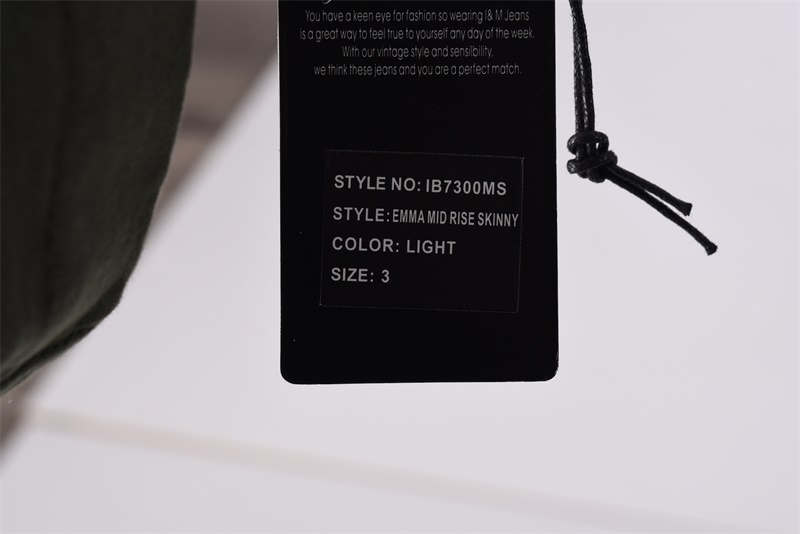 You have a keen eye for fashion so wearing I& M Jeans
is a great way to feel true to yourself any day of the week.
With our vintage style and sensibility,
we think these jeans and you are a perfect match.
STYLE NO: IB7300MS
STYLE: EMMA MID RISE SKINNY
COLOR: LIGHT
SIZE: 3